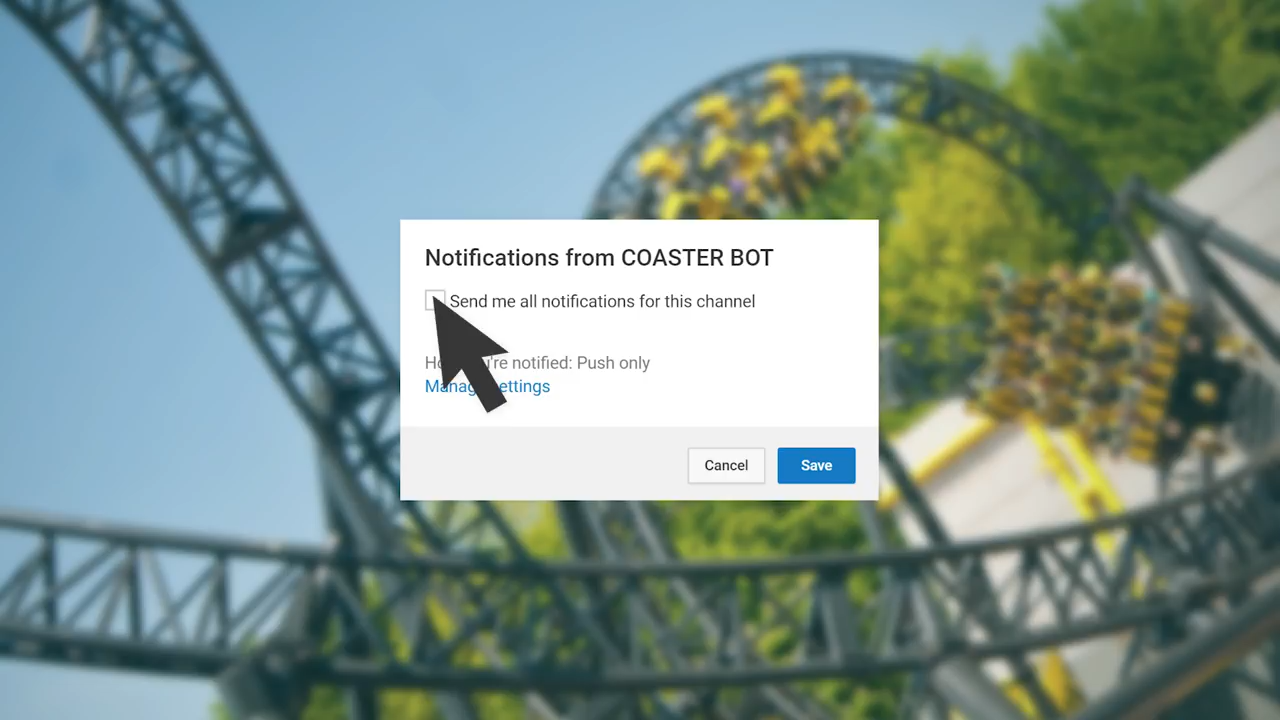 Notifications from COASTER BOT
Send me all notifications for this channel
notified: Push only
Cancel
Save